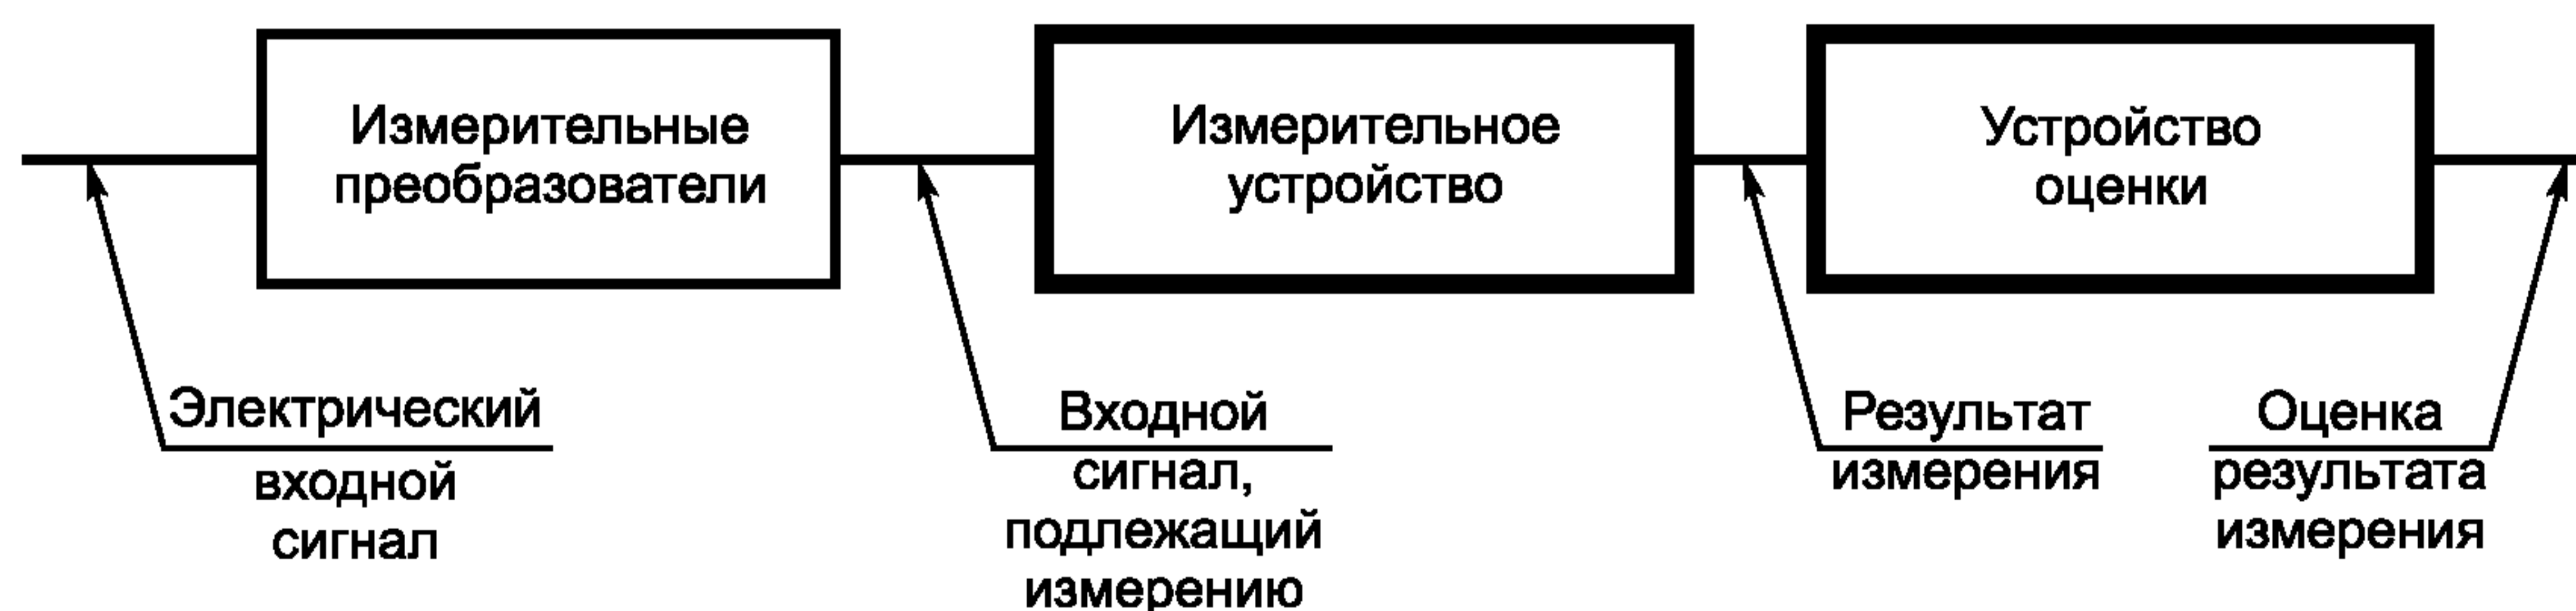 Измерительные
преобразователи
Измерительное
устройство
Устройство
оценки
Электрический
входной
сигнал
Входной
сигнал,
подлежащий
измерению
Результат
измерения
Оценка
результата
измерения